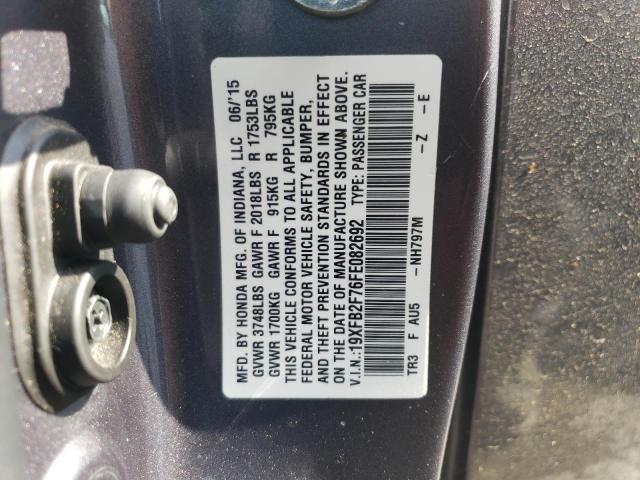 MFD. BY HONDA MFG. OF INDIANA, LLC 06/'15
GVWR 3748LBS GAWR F 2018LBS R 1753LBS
GVWR 1700KG GAWR F 915KG R 795KG
THIS VEHICLE CONFORMS TO ALL APPLICABLE
FEDERAL MOTOR VEHICLE SAFETY, BUMPER,
AND THEFT PREVENTION STANDARDS IN EFFECT
ON THE DATE OF MANUFACTURE SHOWN ABOVE.
V.I.N.:19XFB2F76FE082692 TYPE: PASSENGER CAR
TR3 F AU5 -NH797M -Z -E